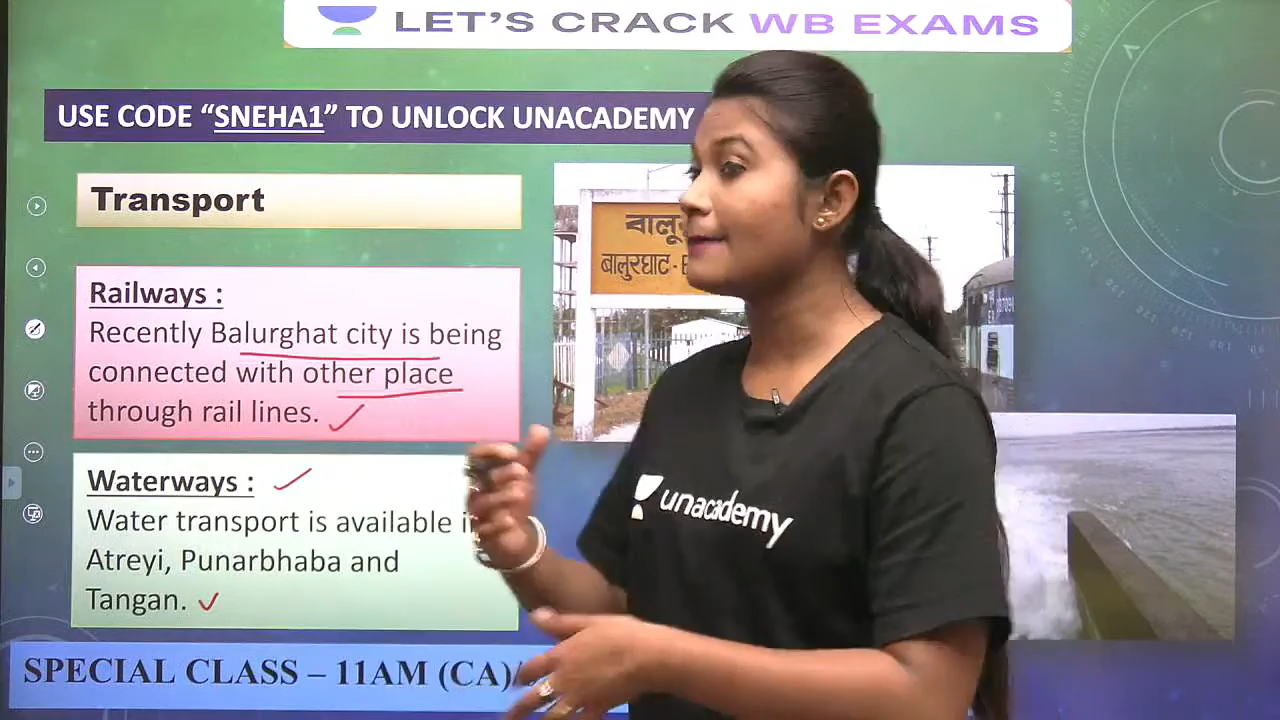 LET'S CRACK WB EXAMS
USE CODE “SNEHA1” TO UNLOCK UNACADEMY
Transport
Railways :
Recently Balurghat city is being
connected with other place
through rail lines.
Waterways :
Water transport is available
Atreyi, Punarbhaba and
Tangan.
SPECIAL CLASS – 11AM (CA)/
बालुरघाट -
unacademy